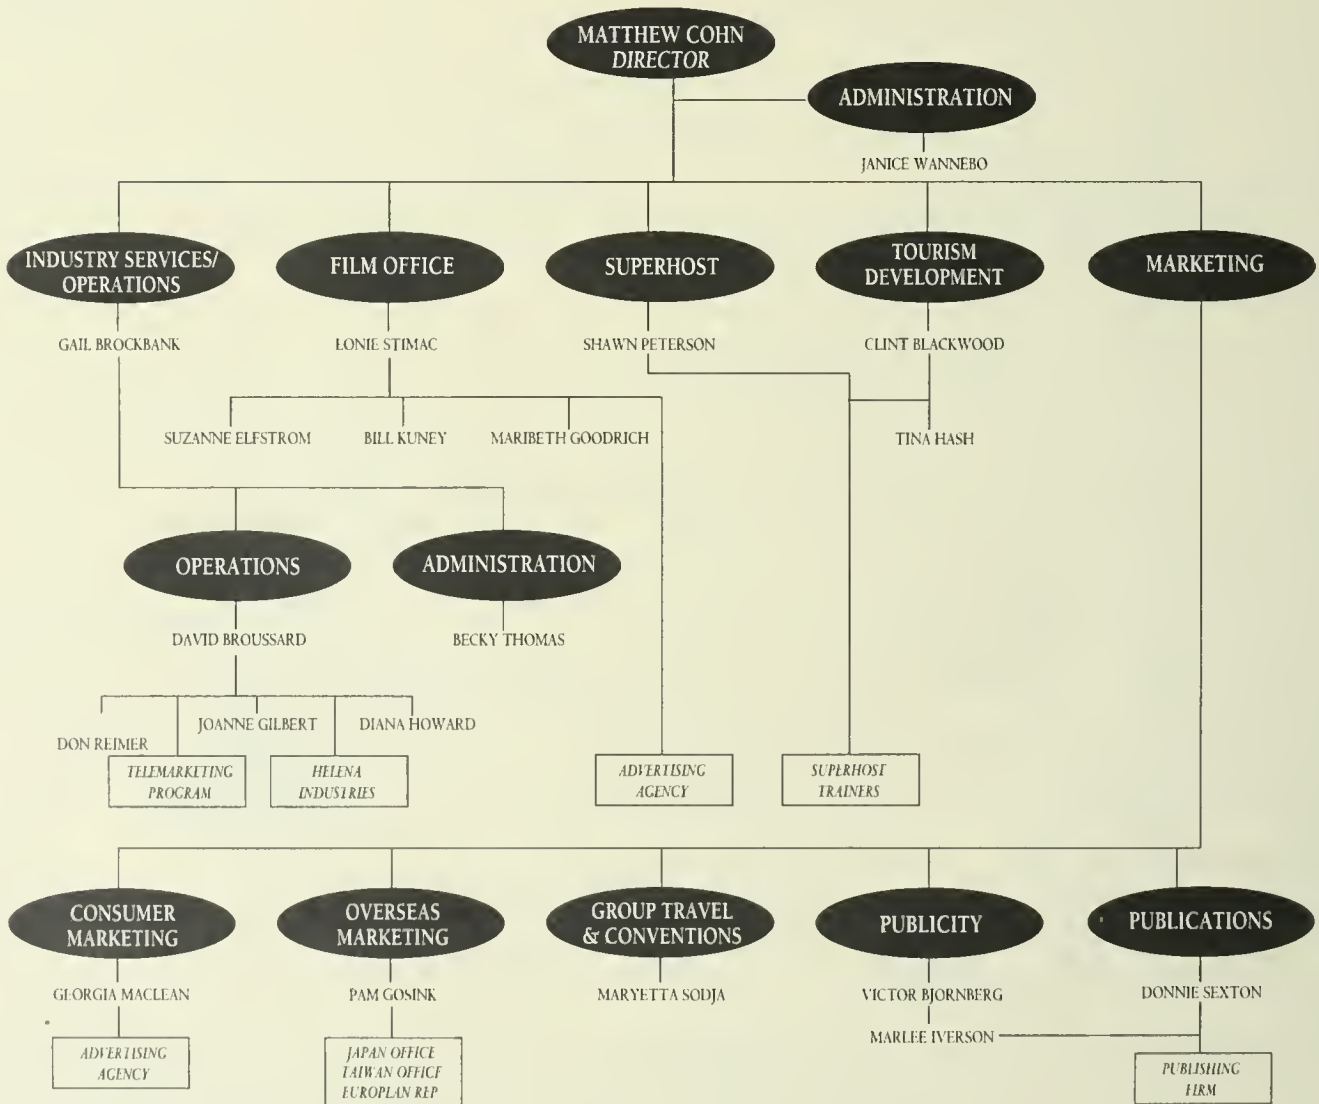 MATTHEW COHN
DIRECTOR
ADMINISTRATION
JANICE WANNEBO
INDUSTRY SERVICES/
OPERATIONS
FILM OFFICE
SUPERHOST
TOURISM
DEVELOPMENT
MARKETING
GAIL BROCKBANK
LONIE STIMAC
SHAWN PETERSON
CLINT BLACKWOOD
SUZANNE ELFSTROM
BILL KUNEY
MARIBETH GOODRICH
TINA HASH
OPERATIONS
ADMINISTRATION
DAVID BROUSSARD
BECKY THOMAS
DON REIMER
JOANNE GILBERT
DIANA HOWARD
TELEMARKETING
PROGRAM
HELENA
INDUSTRIES
ADVERTISING
AGENCY
SUPERHOST
TRAINERS
CONSUMER
MARKETING
OVERSEAS
MARKETING
GROUP TRAVEL
& CONVENTIONS
PUBLICITY
PUBLICATIONS
GEORGIA MACLEAN
PAM GOSINK
MARYETTA SODJA
VICTOR BJORNBERG
DONNIE SEXTON
MARLEE IVERSON
ADVERTISING
AGENCY
JAPAN OFFICE
TAIWAN OFFICE
EUROPLAN REP
PUBLISHING
FIRM